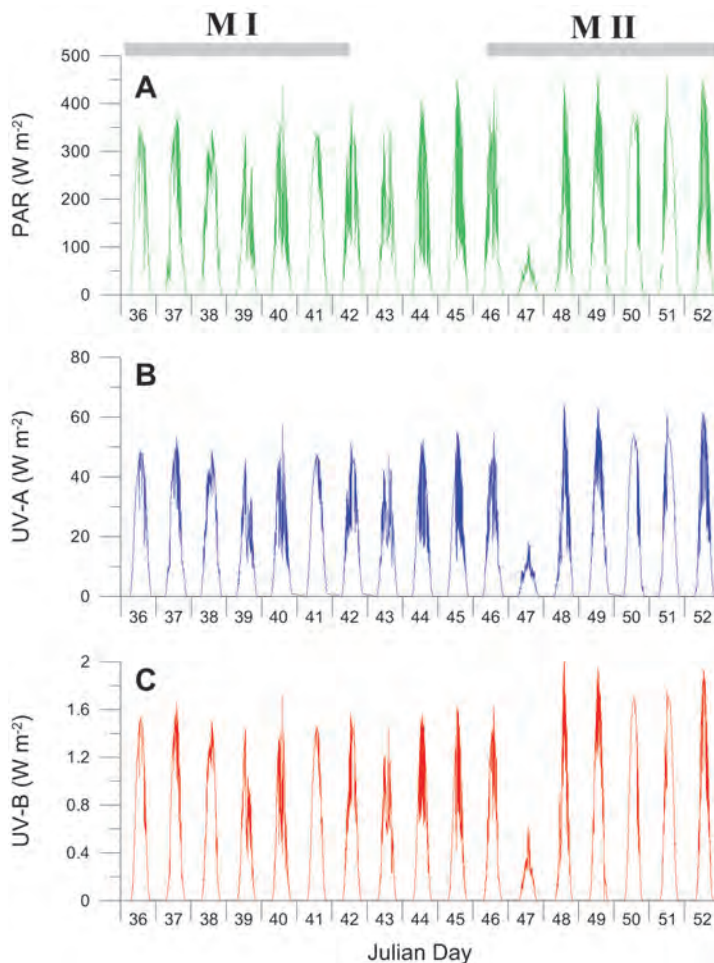 M I M II
A
PAR (W m-2)
500
400
300
200
100
0
36 37 38 39 40 41 42 43 44 45 46 47 48 49 50 51 52
B
UV-A (W m-2)
80
60
40
20
0
36 37 38 39 40 41 42 43 44 45 46 47 48 49 50 51 52
C
UV-B (W m-2)
2
1.6
1.2
0.8
0.4
0
36 37 38 39 40 41 42 43 44 45 46 47 48 49 50 51 52
Julian Day